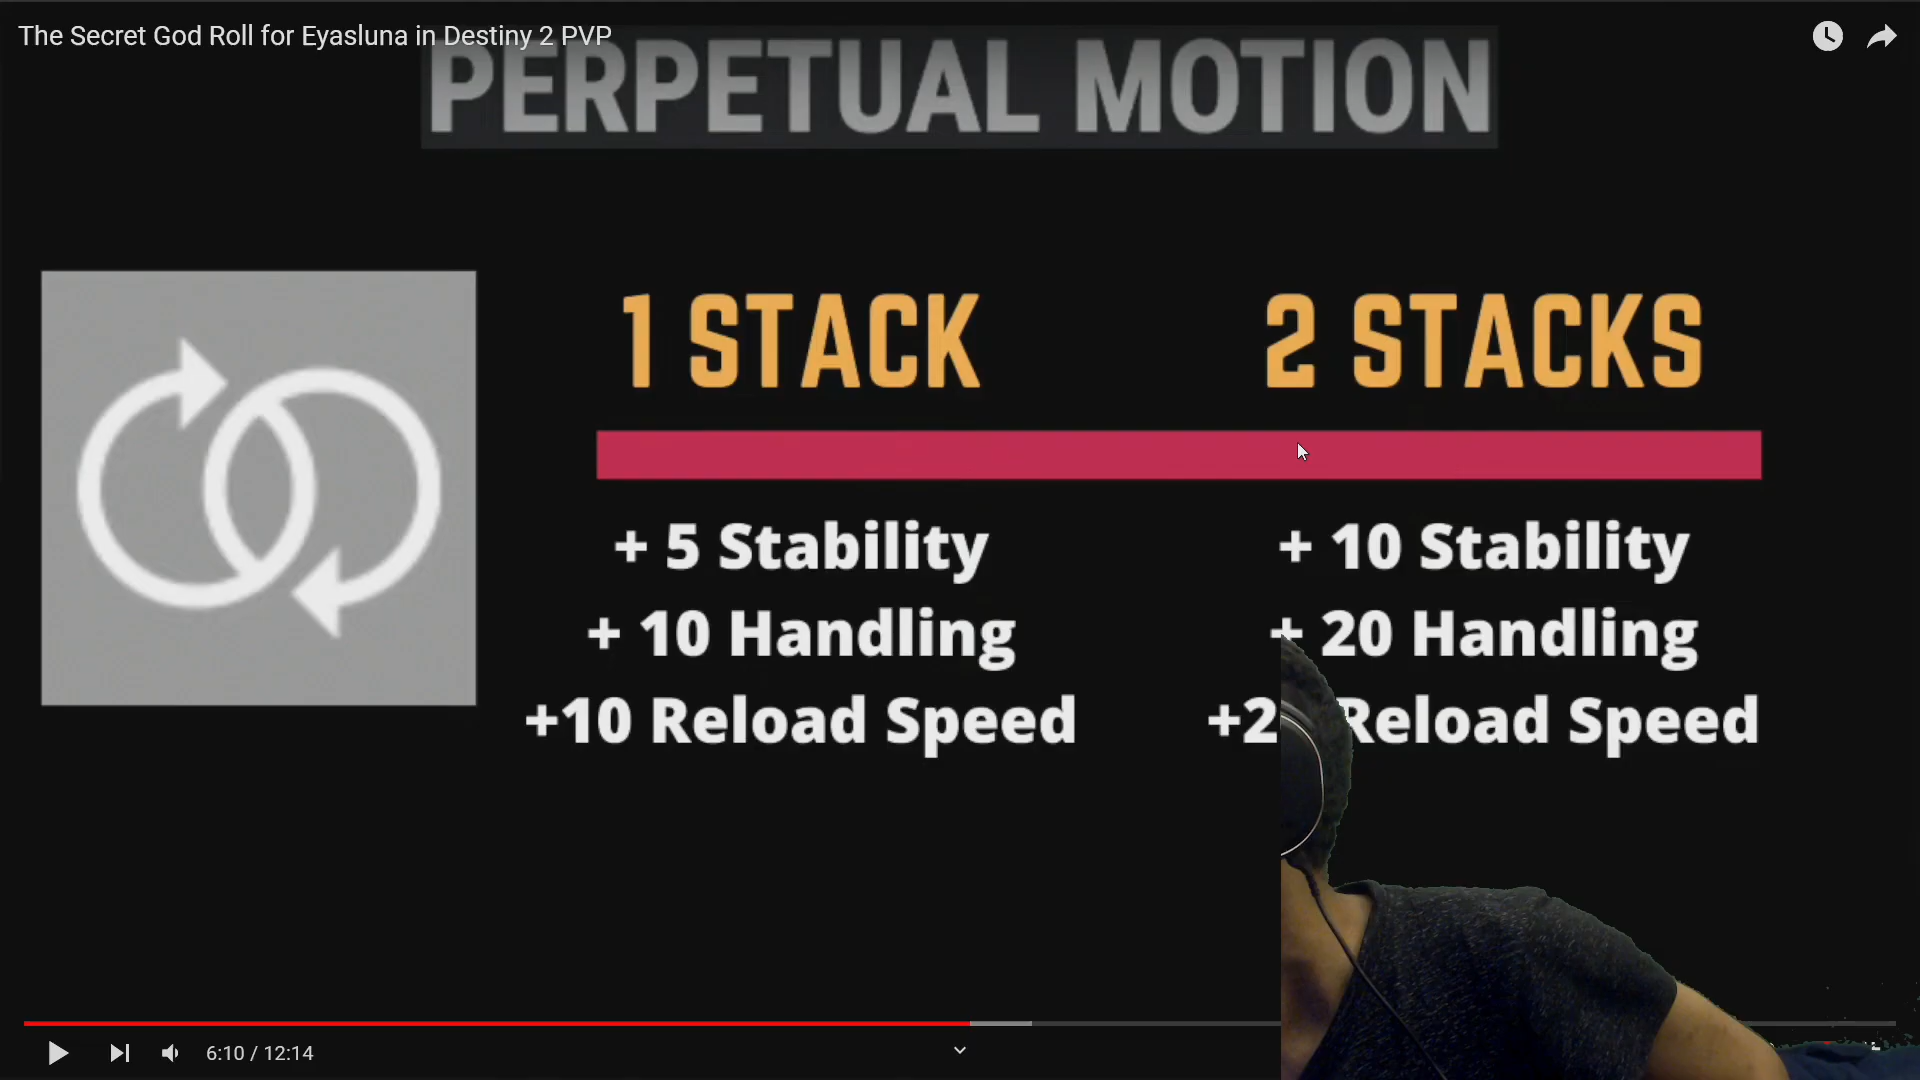 The Secret God Roll for Eyasluna in Destiny 2 PVP
PERPETUAL MOTION
1 STACK
2 STACKS
+ 5 Stability
+ 10 Stability
+ 10 Handling
+ 20 Handling
+10 Reload Speed
Reload Speed
6:10 / 12:14